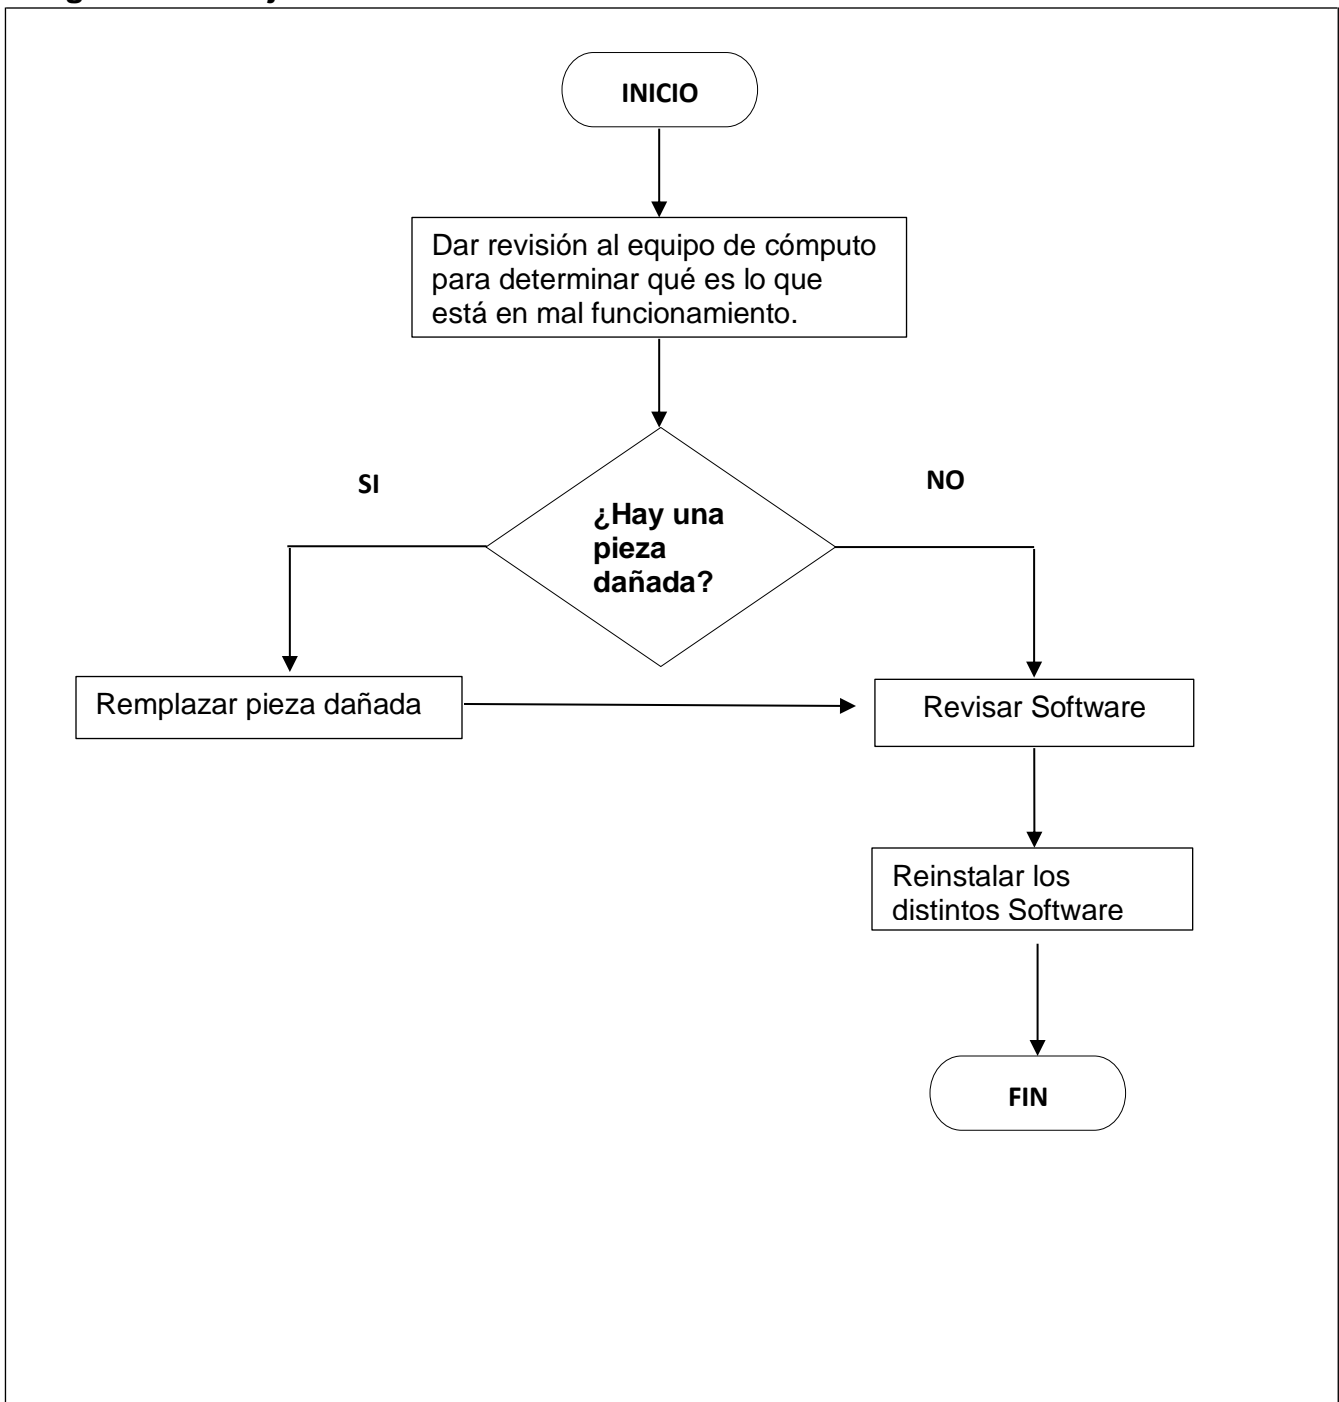 INICIO
Dar revisión al equipo de cómputo
para determinar qué es lo que
está en mal funcionamiento.
SI
NO
¿Hay una
pieza
dañada?
Remplazar pieza dañada
Revisar Software
Reinstalar los
distintos Software
FIN